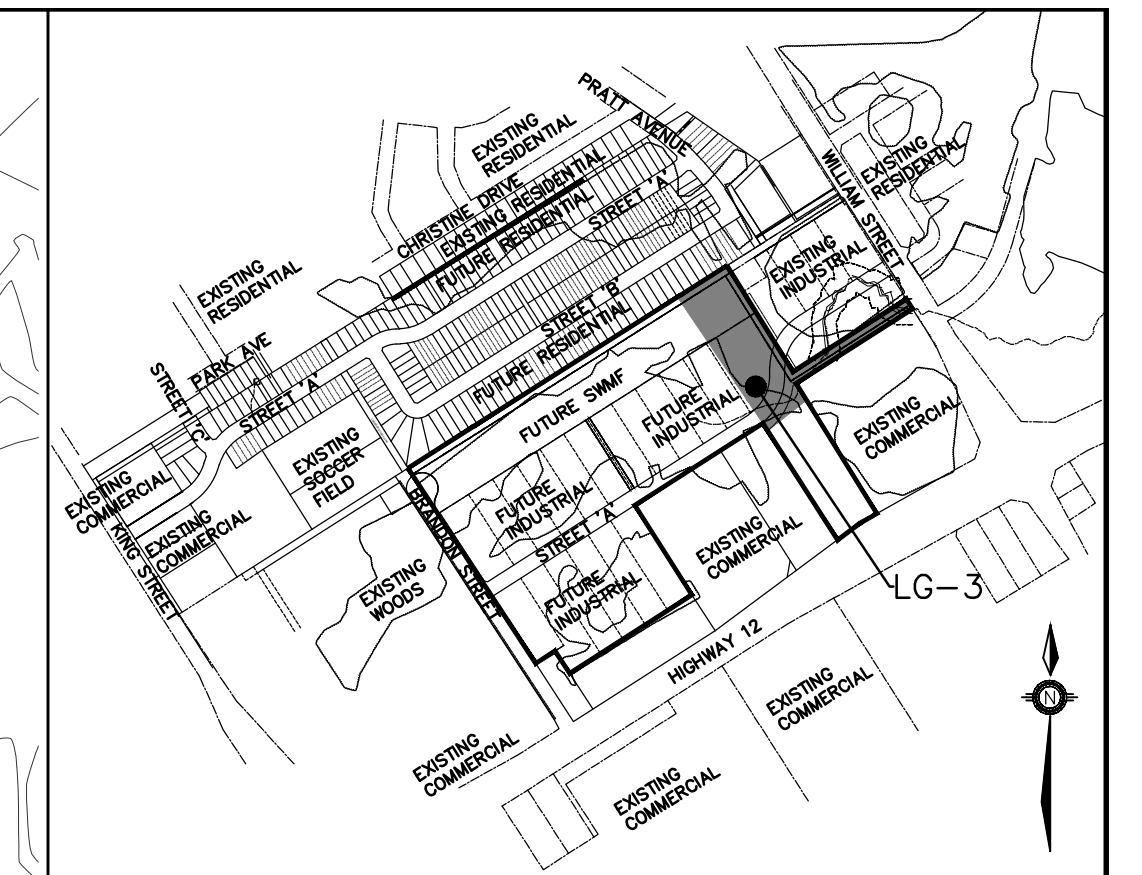 PRATT AVENUE
EXISTING
RESIDENTIAL
CHRISTINE DRIVE
EXISTING RESIDENTIAL
FUTURE RESIDENTIAL
STREET 'A'
WILLIAM STREET
EXISTING
RESIDENTIAL
EXISTING
RESIDENTIAL
EXISTING
INDUSTRIAL
STREET 'B'
FUTURE RESIDENTIAL
PARK AVE
STREET 'C'
STREET 'A'
FUTURE SWMF
FUTURE
INDUSTRIAL
EXISTING
COMMERCIAL
EXISTING
SOCCER
FIELD
EXISTING
COMMERCIAL
EXISTING
COMMERCIAL
KING STREET
BRANDON STREET
FUTURE
INDUSTRIAL
STREET 'A'
EXISTING
COMMERCIAL
EXISTING
WOODS
FUTURE
INDUSTRIAL
LG-3
HIGHWAY 12
EXISTING
COMMERCIAL
EXISTING
COMMERCIAL
EXISTING
COMMERCIAL
N